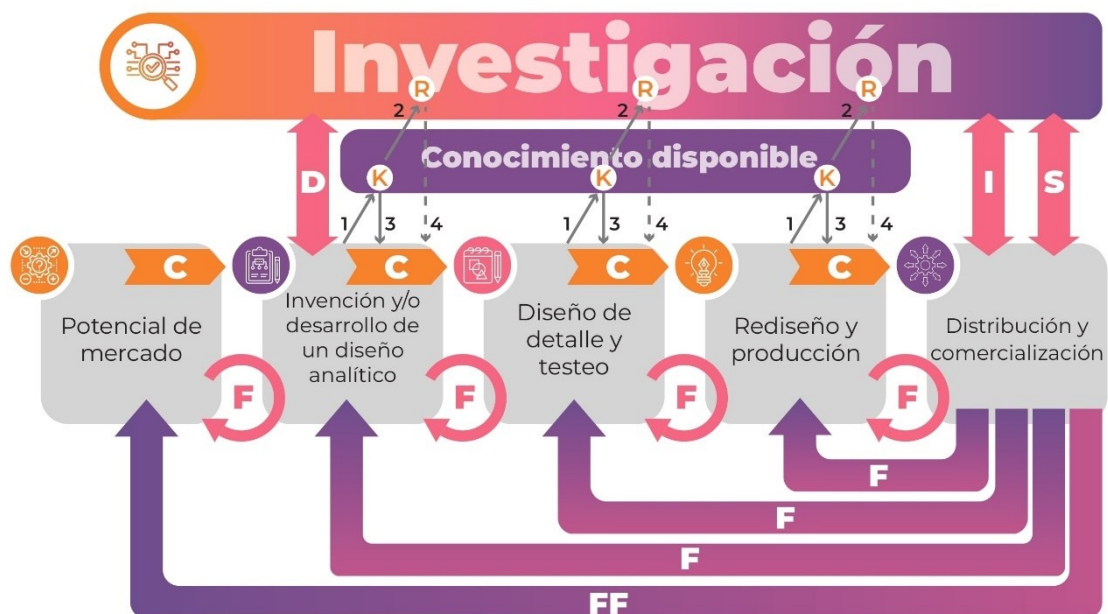 Investigación
R
R
R
2
2
2
Conocimiento disponible
K
K
K
D
I
S
1
3
4
1
3
4
1
3
4
C
C
C
C
Potencial de
mercado
Invención y/o
desarrollo de
un diseño
analítico
Diseño de
detalle y
testeo
Rediseño y
producción
Distribución y
comercialización
F
F
F
F
F
F
F
FF